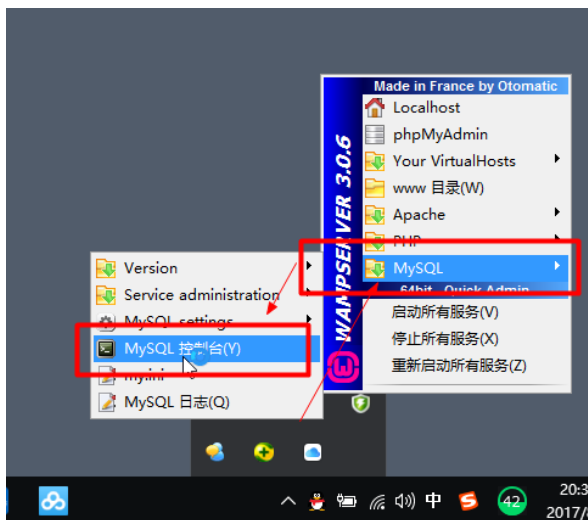 Made in France by Otomatic
Localhost
phpMyAdmin
Your VirtualHosts
www 目录(W)
Apache
PHP
MySQL
64bit - Quick Admin
启动所有服务(V)
停止所有服务(X)
重新启动所有服务(Z)
WAMPSERVER 3.0.6
Version
Service administration
MySQL settings
MySQL 控制台(Y)
my.ini
MySQL 日志(Q)
中
42
20:3
2017/